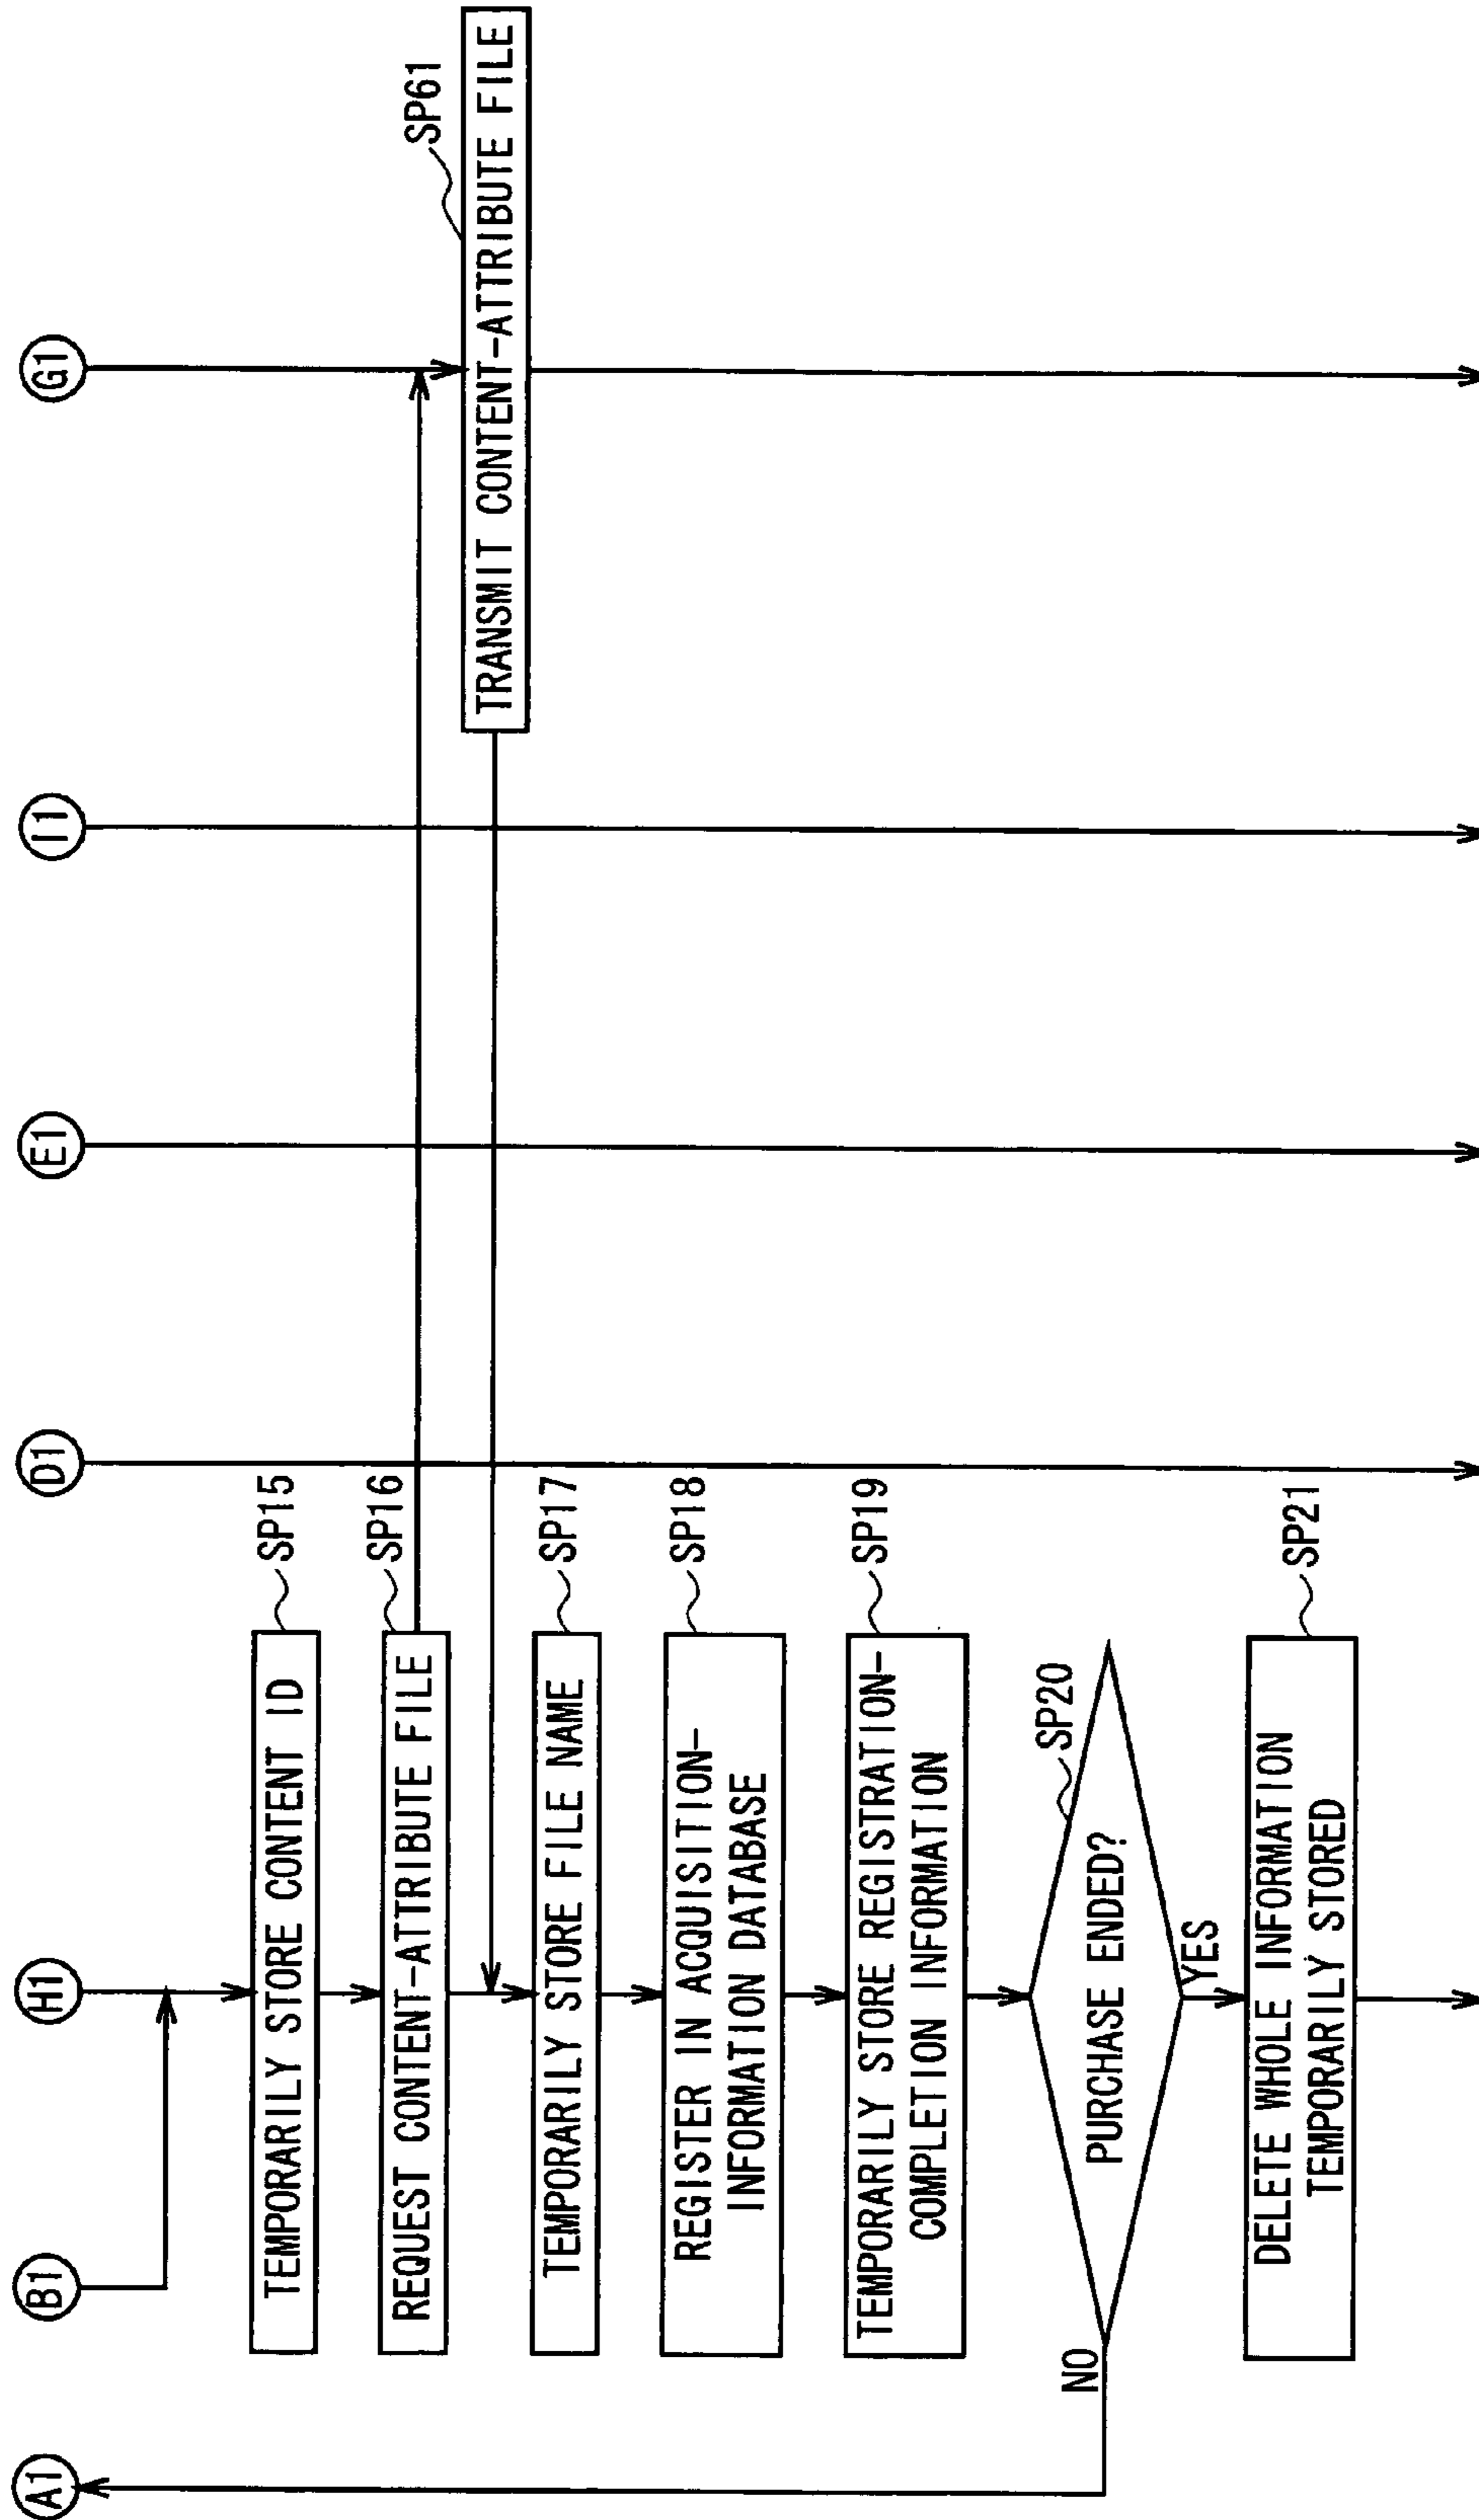 A1
B1
H1
D1
E1
I1
G1
TEMPORARILY STORE CONTENT ID
SP15
REQUEST CONTENT-ATTRIBUTE FILE
SP16
SP61
TRANSMIT CONTENT-ATTRIBUTE FILE
TEMPORARILY STORE FILE NAME
SP17
REGISTER IN ACQUISITION-
INFORMATION DATABASE
SP18
TEMPORARILY STORE REGISTRATION-
COMPLETION INFORMATION
SP19
SP20
PURCHASE ENDED?
NO
YES
DELETE WHOLE INFORMATION
TEMPORARILY STORED
SP21